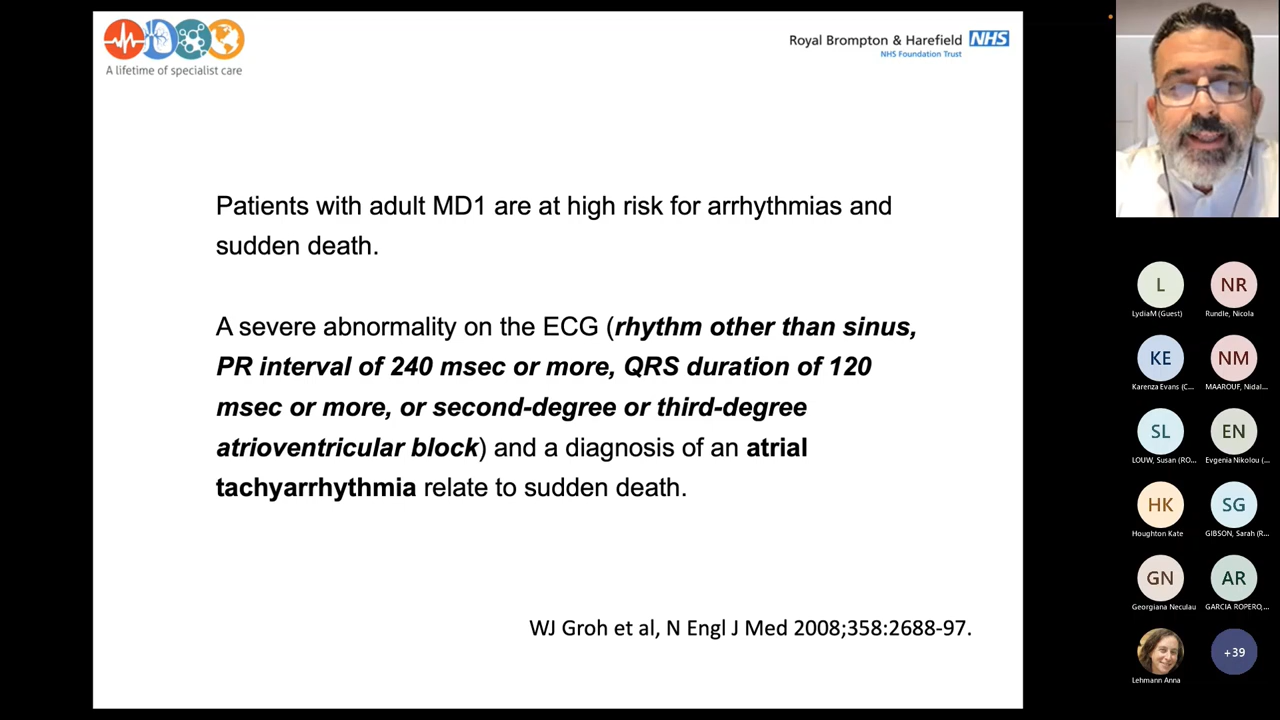 A lifetime of specialist care
Royal Brompton & Harefield NHS
NHS Foundation Trust
Patients with adult MD1 are at high risk for arrhythmias and
sudden death.
A severe abnormality on the ECG (rhythm other than sinus,
PR interval of 240 msec or more, QRS duration of 120
msec or more, or second-degree or third-degree
atrioventricular block) and a diagnosis of an atrial
tachyarrhythmia relate to sudden death.
WJ Groh et al, N Engl J Med 2008;358:2688-97.
L
LydiaM (Guest)
NR
Rundle, Nicola
KE
Karenza Evans (C...
NM
MAAROUF, Nidal...
SL
LOUW, Susan (RO...
EN
Evgenia Nikolou (...
HK
Houghton Kate
SG
GIBSON, Sarah (R...
GN
Georgiana Neculau
AR
GARCIA ROPERO,...
Lehmann Anna
+39